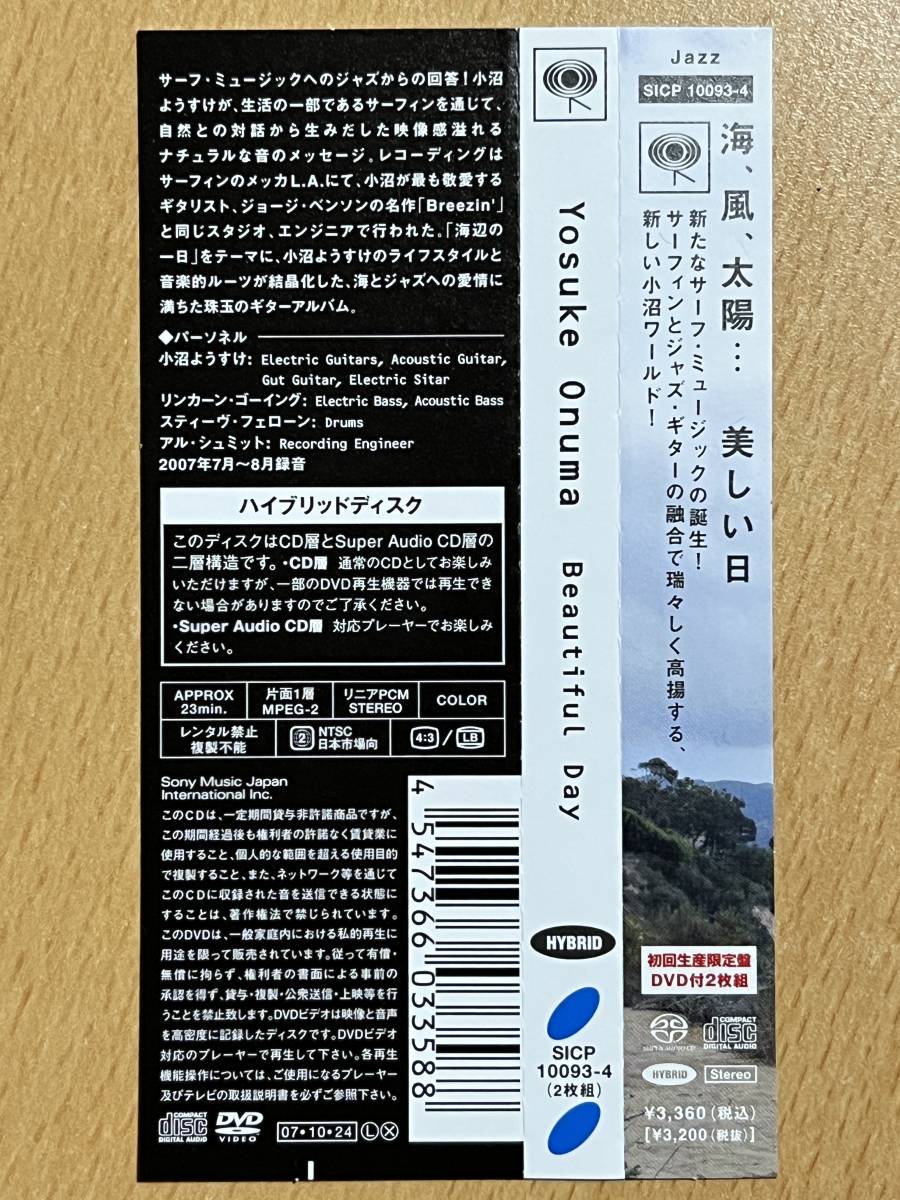 サーフ・ミュージックへのジャズからの回答！小沼
ようすけが、生活の一部であるサーフィンを通じて、
自然との対話から生みだした映像感溢れる
ナチュラルな音のメッセージ。レコーディングは
サーフィンのメッカL.A.にて、小沼が最も敬愛する
ギタリスト、ジョージ・ベンソンの名作「Breezin'」
と同じスタジオ、エンジニアで行われた。「海辺の
一日」をテーマに、小沼ようすけのライフスタイルと
音楽的ルーツが結晶化した、海とジャズへの愛情に
満ちた珠玉のギターアルバム。
◆パーソネル
小沼ようすけ: Electric Guitars, Acoustic Guitar,
Gut Guitar, Electric Sitar
リンカーン・ゴーイング: Electric Bass, Acoustic Bass
スティーヴ・フェローン: Drums
アル・シュミット: Recording Engineer
2007年7月〜8月録音
ハイブリッドディスク
このディスクはCD層とSuper Audio CD層の
二層構造です。・CD層 通常のCDとしてお楽しみ
いただけますが、一部のDVD再生機器では再生でき
ない場合がありますのでご了承ください。
・Super Audio CD層 対応プレーヤーでお楽しみ
ください。
APPROX
23min.
片面1層
MPEG-2
リニアPCM
STEREO
COLOR
レンタル禁止
複製不能
2
NTSC
日本市場向
4:3 / LB
Sony Music Japan
International Inc.
このCDは、一定期間貸与非許諾商品ですが、
この期間経過後も権利者の許諾なく賃貸業に
使用すること、個人的な範囲を超える使用目的
で複製すること、また、ネットワーク等を通じて
このCDに収録された音を送信できる状態に
することは、著作権法で禁じられています。
このDVDは、一般家庭内における私的再生に
用途を限って販売されています。従って有償・
無償に拘らず、権利者の書面による事前の
承認を得ず、貸与・複製・公衆送信・上映等を行
うことを禁止致します。DVDビデオは映像と音声
を高密度に記録したディスクです。DVDビデオ
対応のプレーヤーで再生して下さい。各再生
機能操作については、ご使用になるプレーヤー
及びテレビの取扱説明書を必ずご参照下さい。
COMPACT
disc
DIGITAL AUDIO
DVD
VIDEO
07・10・24
L X
4 547366 033588
Yosuke Onuma Beautiful Day
HYBRID
SICP
10093-4
(2枚組)
Jazz
SICP 10093-4
海、風、太陽… 美しい日
新たなサーフ・ミュージックの誕生！
サーフィンとジャズ・ギターの融合で瑞々しく高揚する、
新しい小沼ワールド！
初回生産限定盤
DVD付2枚組
SUPER AUDIO CD
COMPACT
disc
DIGITAL AUDIO
HYBRID
Stereo
¥3,360(税込)
[¥3,200(税抜)]